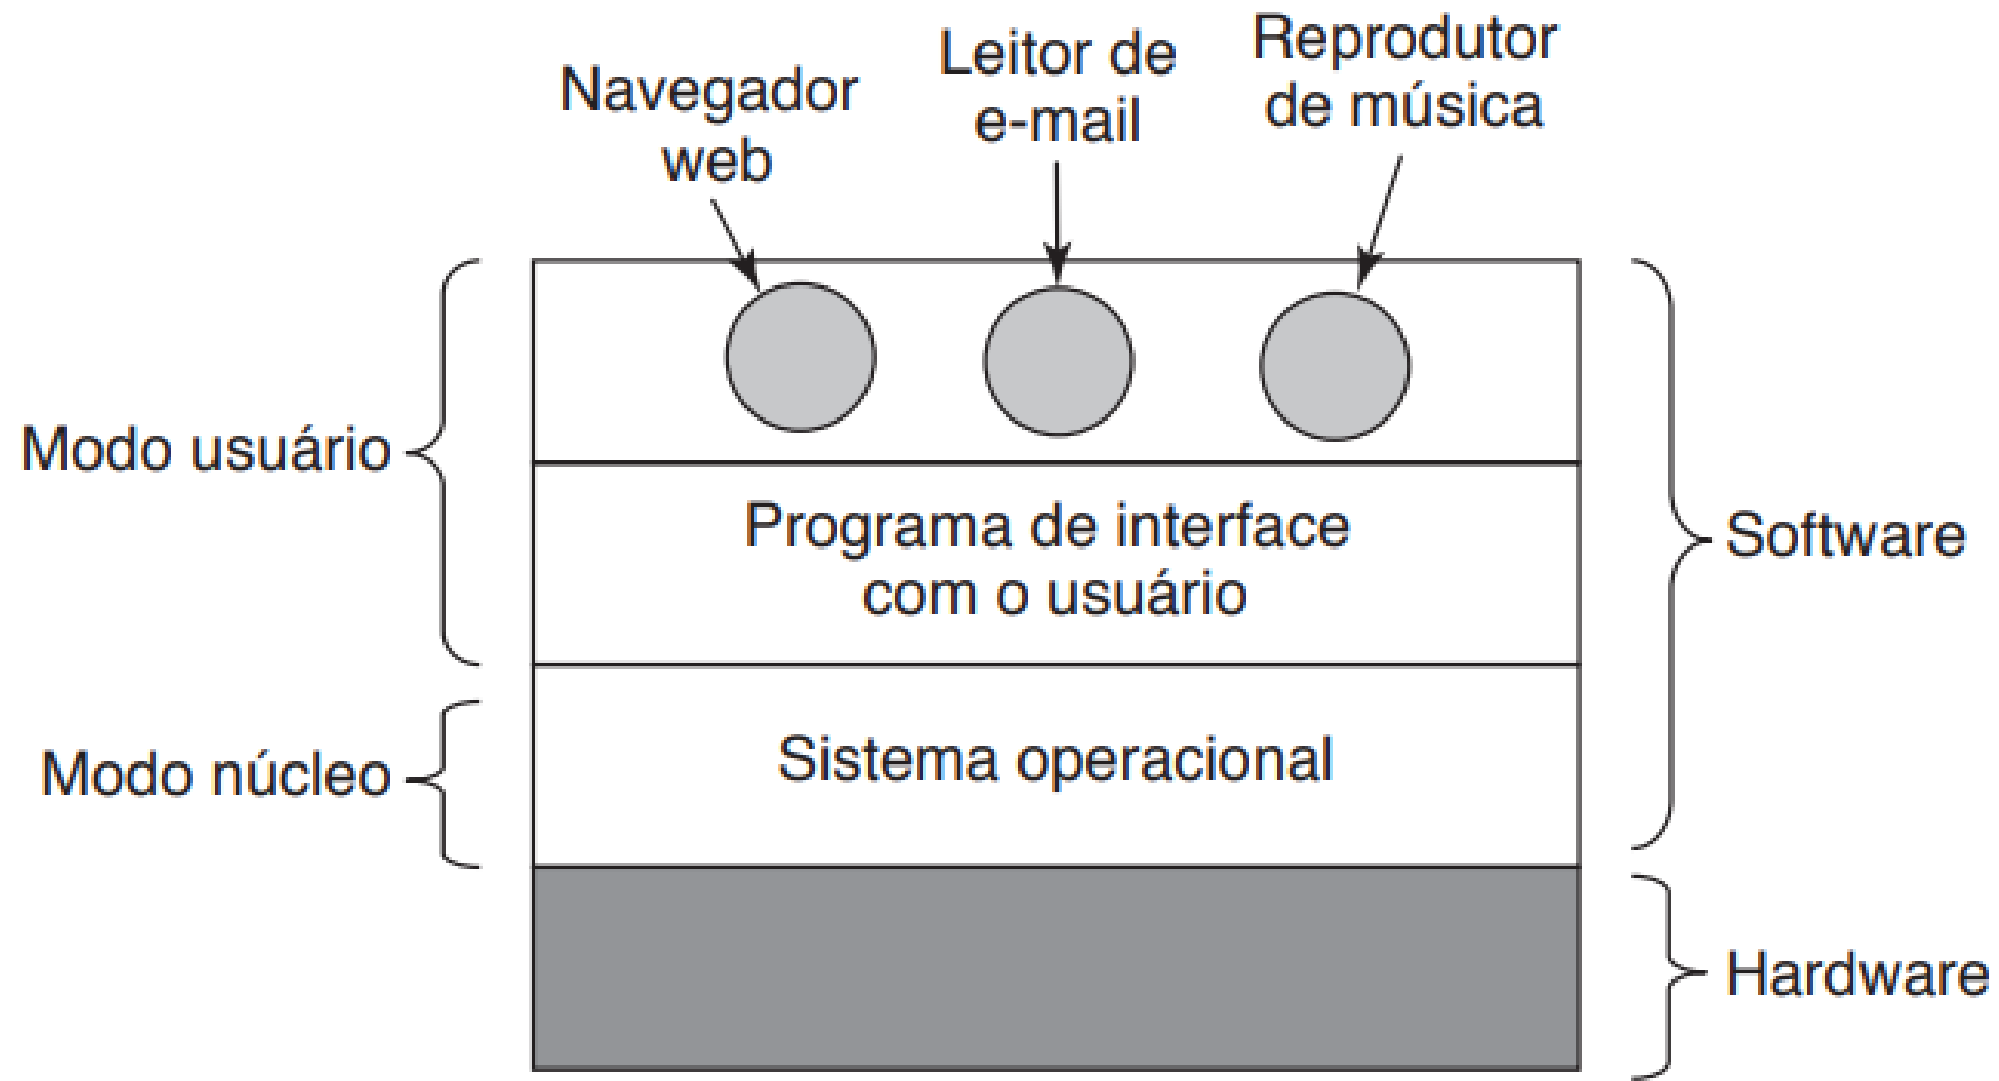 Navegador
web
Leitor de
e-mail
Reprodutor
de música
Modo usuário
Programa de interface
com o usuário
Software
Modo núcleo
Sistema operacional
Hardware